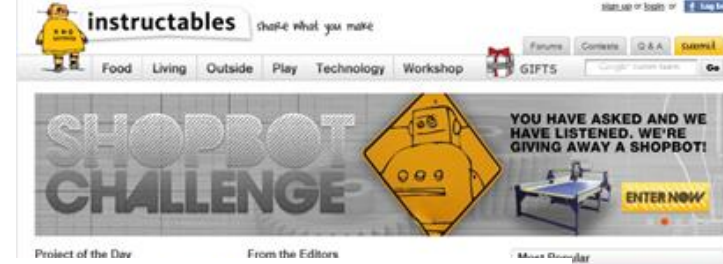 sign up or login or
instructables share what you make
Forums Contests Q & A submit
Food Living Outside Play Technology Workshop GIFTS Go
SHOPBOT
CHALLENGE
YOU HAVE ASKED AND WE
HAVE LISTENED. WE'RE
GIVING AWAY A SHOPBOT!
ENTER NOW
Project of the Day From the Editors Most Popular